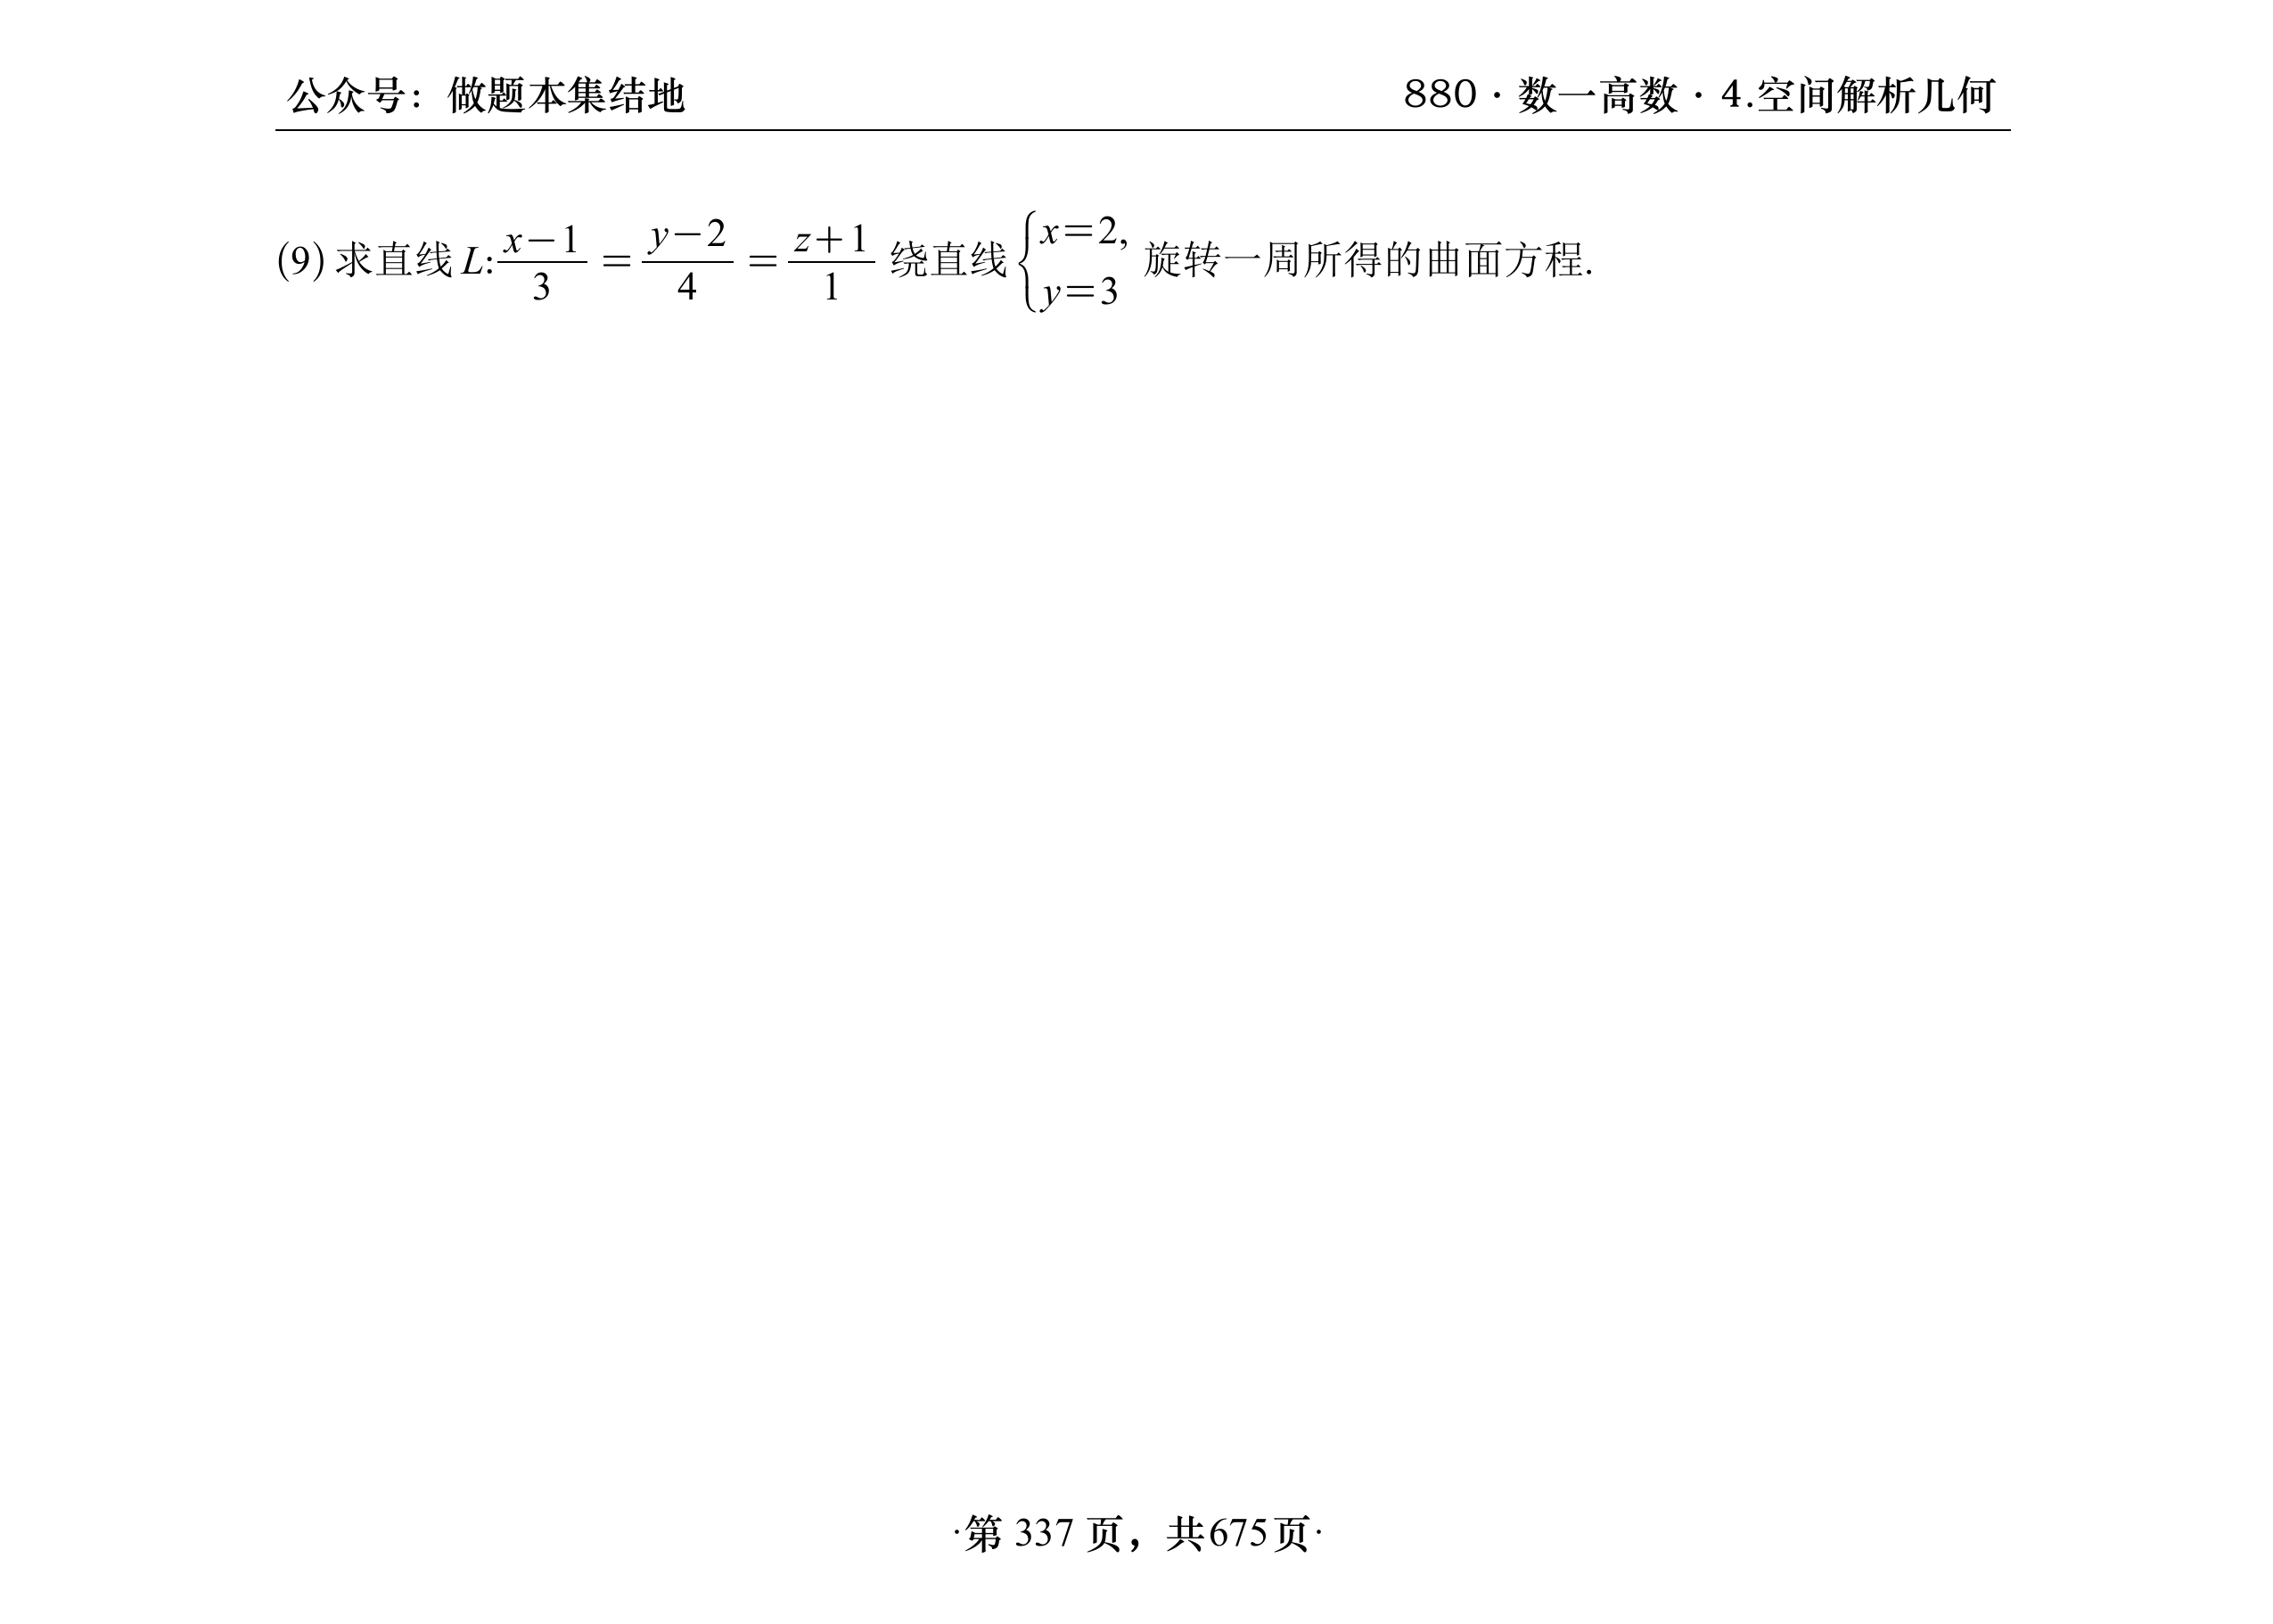 公众号：做题本集结地 880·数一高数·4.空间解析几何
(9) 求直线 L: \frac{x-1}{3} = \frac{y-2}{4} = \frac{z+1}{1} 绕直线 \begin{cases} x=2, \\ y=3 \end{cases} 旋转一周所得的曲面方程.
·第 337 页，共675页·